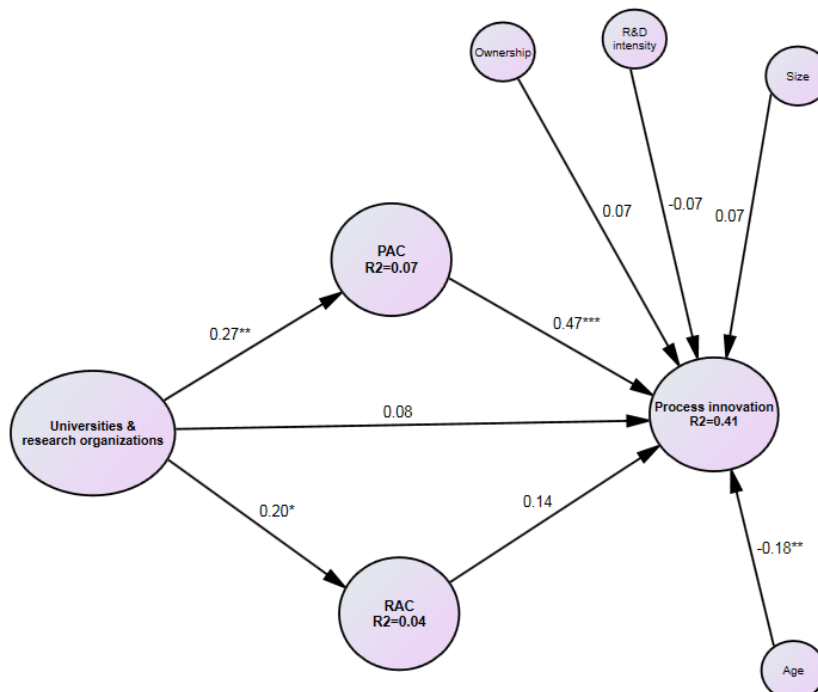 R&D
intensity
Ownership
Size
0.07
-0.07
0.07
PAC
R2=0.07
0.27**
0.47***
Universities &
research organizations
0.08
Process innovation
R2=0.41
0.20*
0.14
-0.18**
RAC
R2=0.04
Age